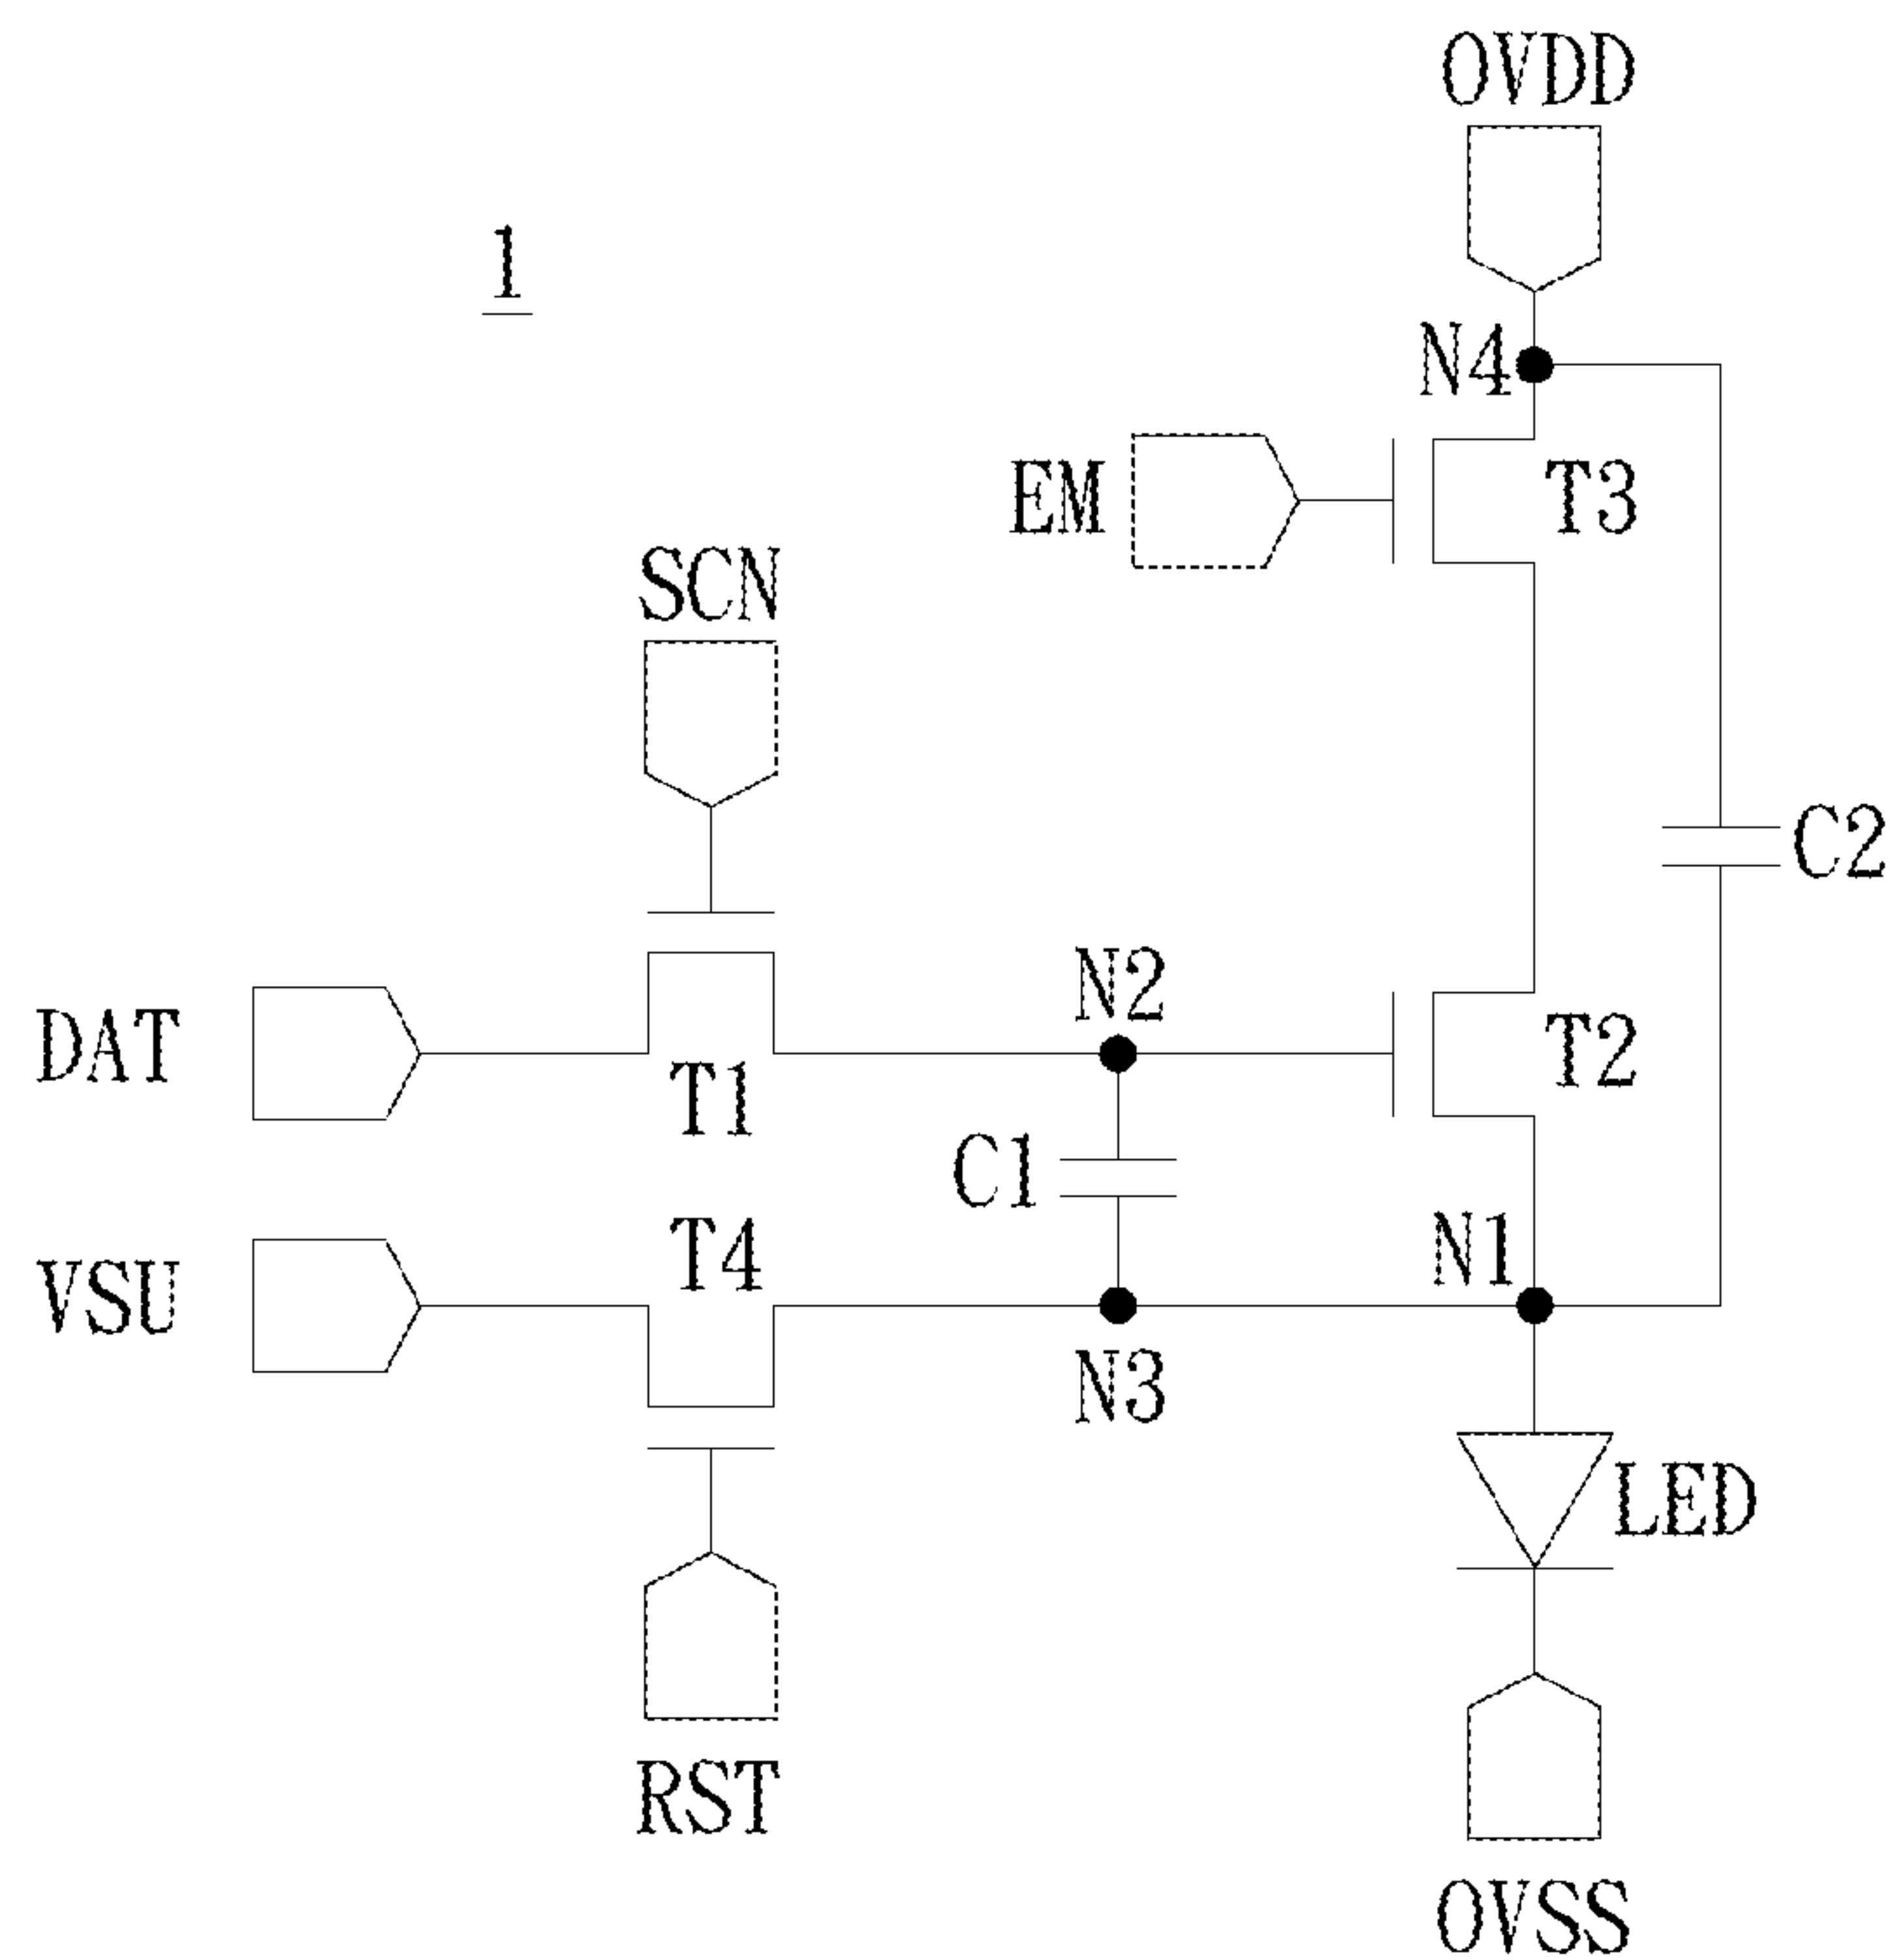 OVDD
1
N4
EM
T3
SCN
C2
N2
DAT
T2
T1
C1
N1
T4
VSU
N3
LED
RST
OVSS